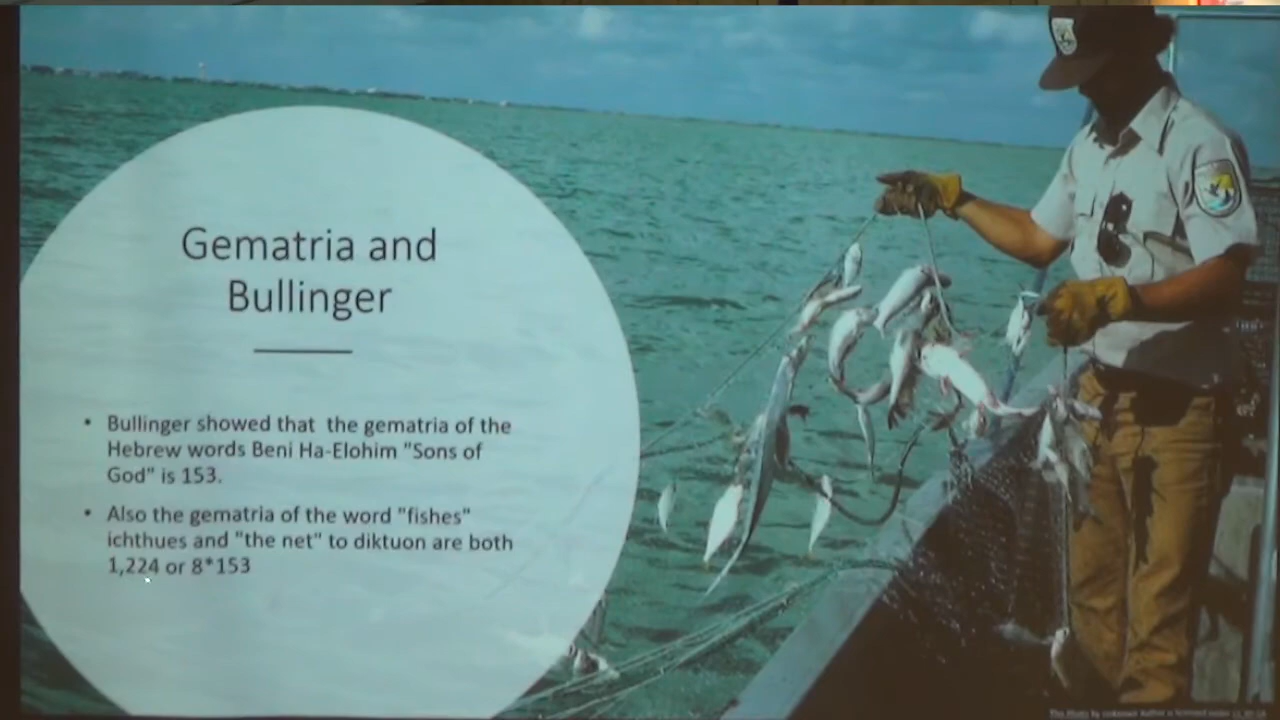 Gematria and
Bullinger
• Bullinger showed that the gematria of the
Hebrew words Beni Ha-Elohim "Sons of
God" is 153.
• Also the gematria of the word "fishes"
ichthues and "the net" to diktuon are both
1,224 or 8*153